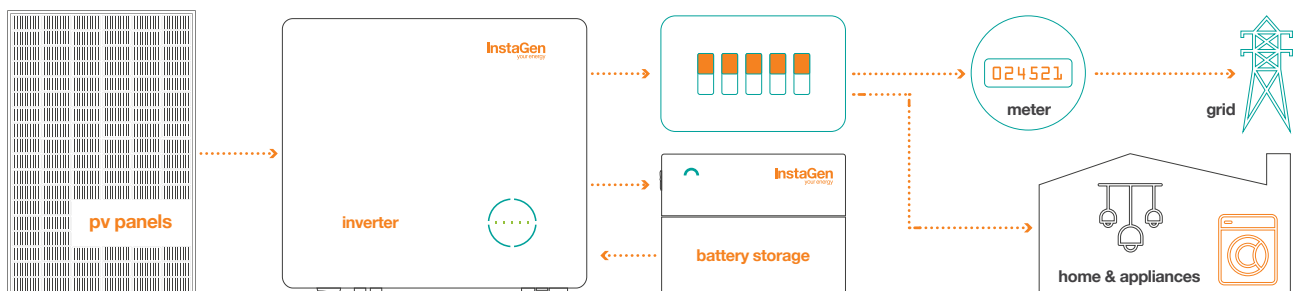 pv panels
InstaGen
your energy
inverter
024521
meter
grid
InstaGen
your energy
battery storage
home & appliances